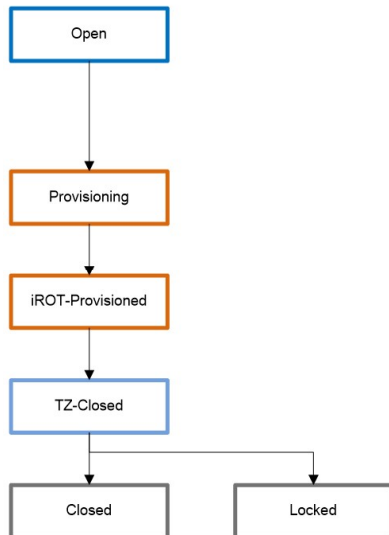 Open
Provisioning
iROT-Provisioned
TZ-Closed
Closed
Locked